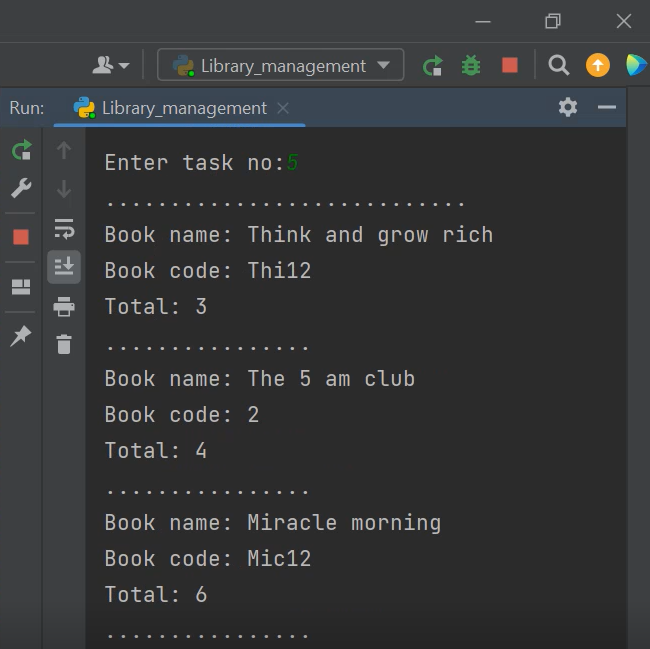 Library_management
Run: Library_management
Enter task no:5
............................
Book name: Think and grow rich
Book code: Thi12
Total: 3
................
Book name: The 5 am club
Book code: 2
Total: 4
................
Book name: Miracle morning
Book code: Mic12
Total: 6
................